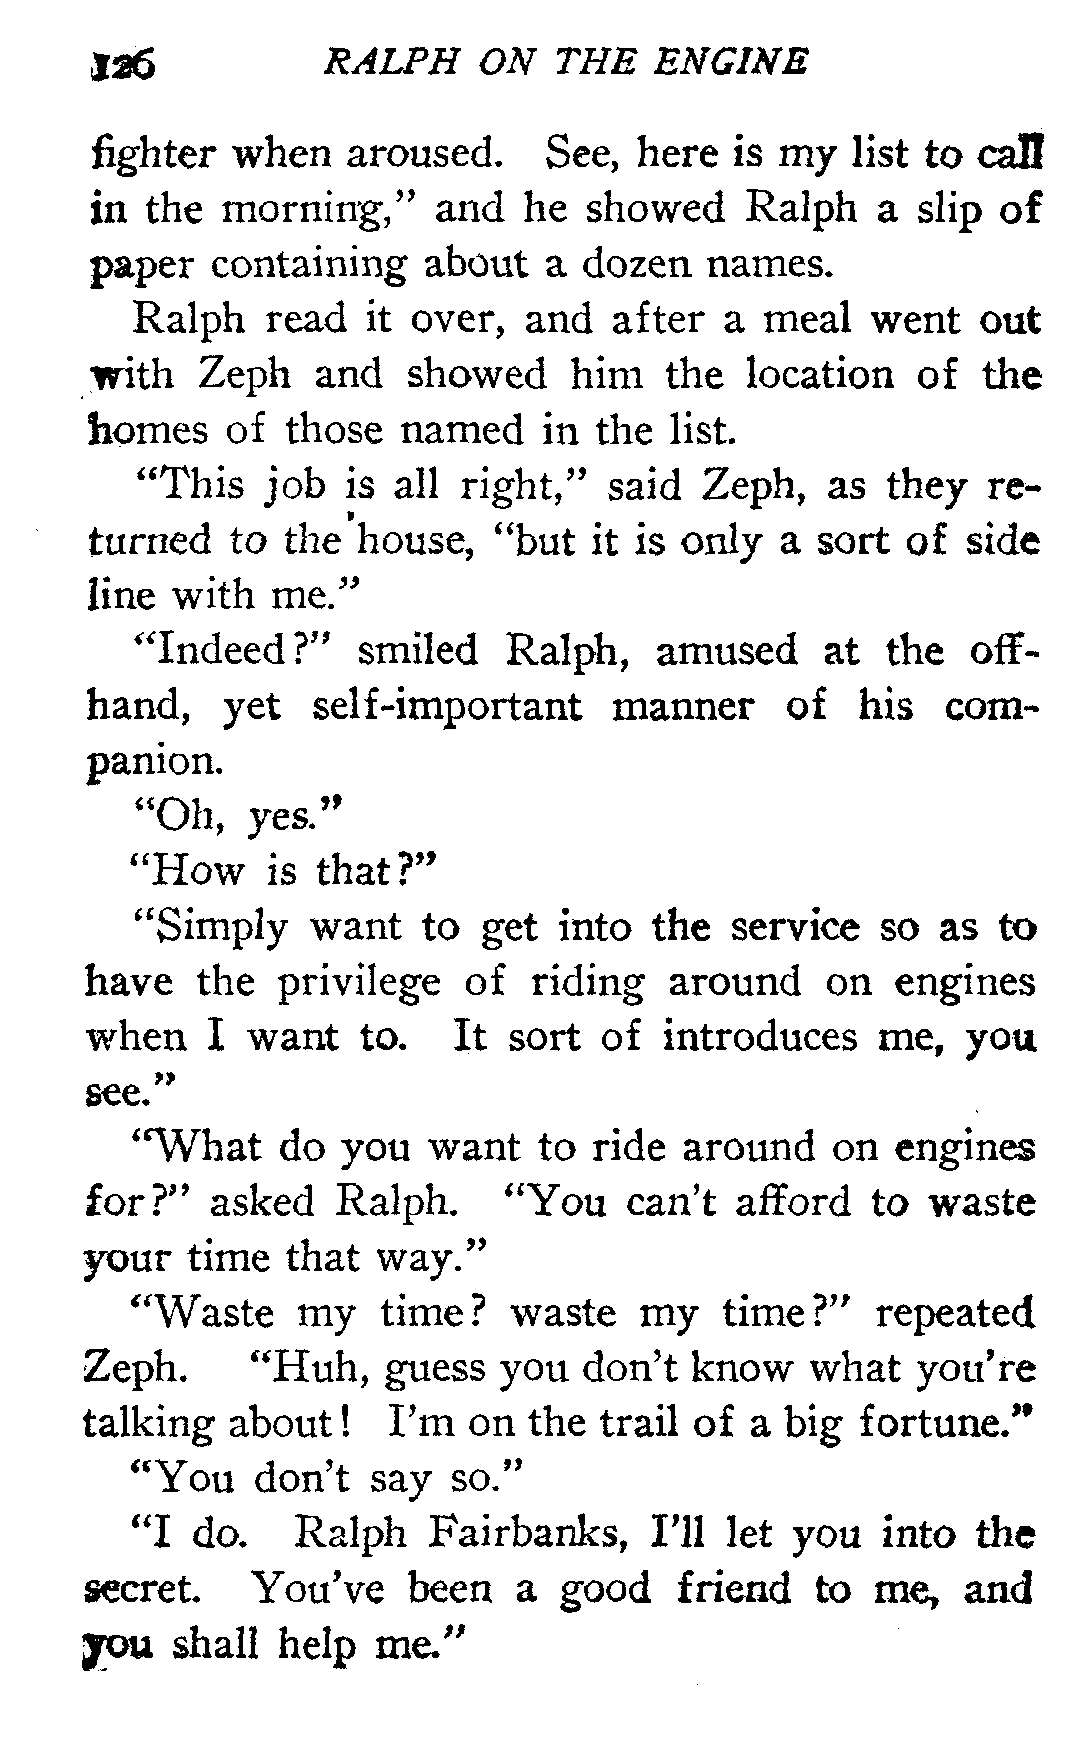 126 RALPH ON THE ENGINE
fighter when aroused. See, here is my list to call
in the morning,” and he showed Ralph a slip of
paper containing about a dozen names.
Ralph read it over, and after a meal went out
with Zeph and showed him the location of the
homes of those named in the list.
“This job is all right,” said Zeph, as they re-
turned to the house, “but it is only a sort of side
line with me.”
“Indeed?” smiled Ralph, amused at the off-
hand, yet self-important manner of his com-
panion.
“Oh, yes.”
“How is that?”
“Simply want to get into the service so as to
have the privilege of riding around on engines
when I want to. It sort of introduces me, you
see.”
“What do you want to ride around on engines
for?” asked Ralph. “You can’t afford to waste
your time that way.”
“Waste my time? waste my time?” repeated
Zeph. “Huh, guess you don’t know what you’re
talking about! I’m on the trail of a big fortune.”
“You don’t say so.”
“I do. Ralph Fairbanks, I’ll let you into the
secret. You’ve been a good friend to me, and
you shall help me.”